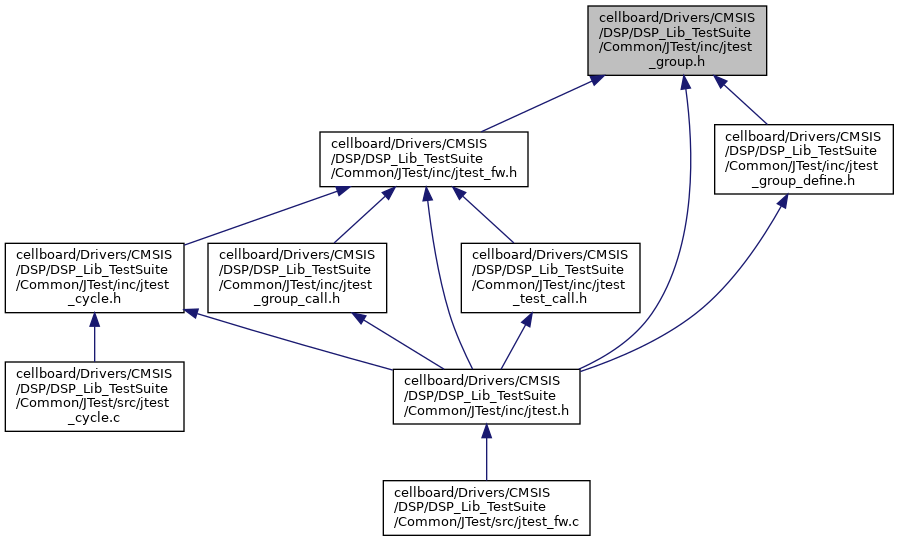 cellboard/Drivers/CMSIS
/DSP/DSP_Lib_TestSuite
/Common/JTest/inc/jtest
_group.h
cellboard/Drivers/CMSIS
/DSP/DSP_Lib_TestSuite
/Common/JTest/inc/jtest_fw.h
cellboard/Drivers/CMSIS
/DSP/DSP_Lib_TestSuite
/Common/JTest/inc/jtest
_group_define.h
cellboard/Drivers/CMSIS
/DSP/DSP_Lib_TestSuite
/Common/JTest/inc/jtest
_cycle.h
cellboard/Drivers/CMSIS
/DSP/DSP_Lib_TestSuite
/Common/JTest/inc/jtest
_group_call.h
cellboard/Drivers/CMSIS
/DSP/DSP_Lib_TestSuite
/Common/JTest/inc/jtest
_test_call.h
cellboard/Drivers/CMSIS
/DSP/DSP_Lib_TestSuite
/Common/JTest/src/jtest
_cycle.c
cellboard/Drivers/CMSIS
/DSP/DSP_Lib_TestSuite
/Common/JTest/inc/jtest.h
cellboard/Drivers/CMSIS
/DSP/DSP_Lib_TestSuite
/Common/JTest/src/jtest_fw.c